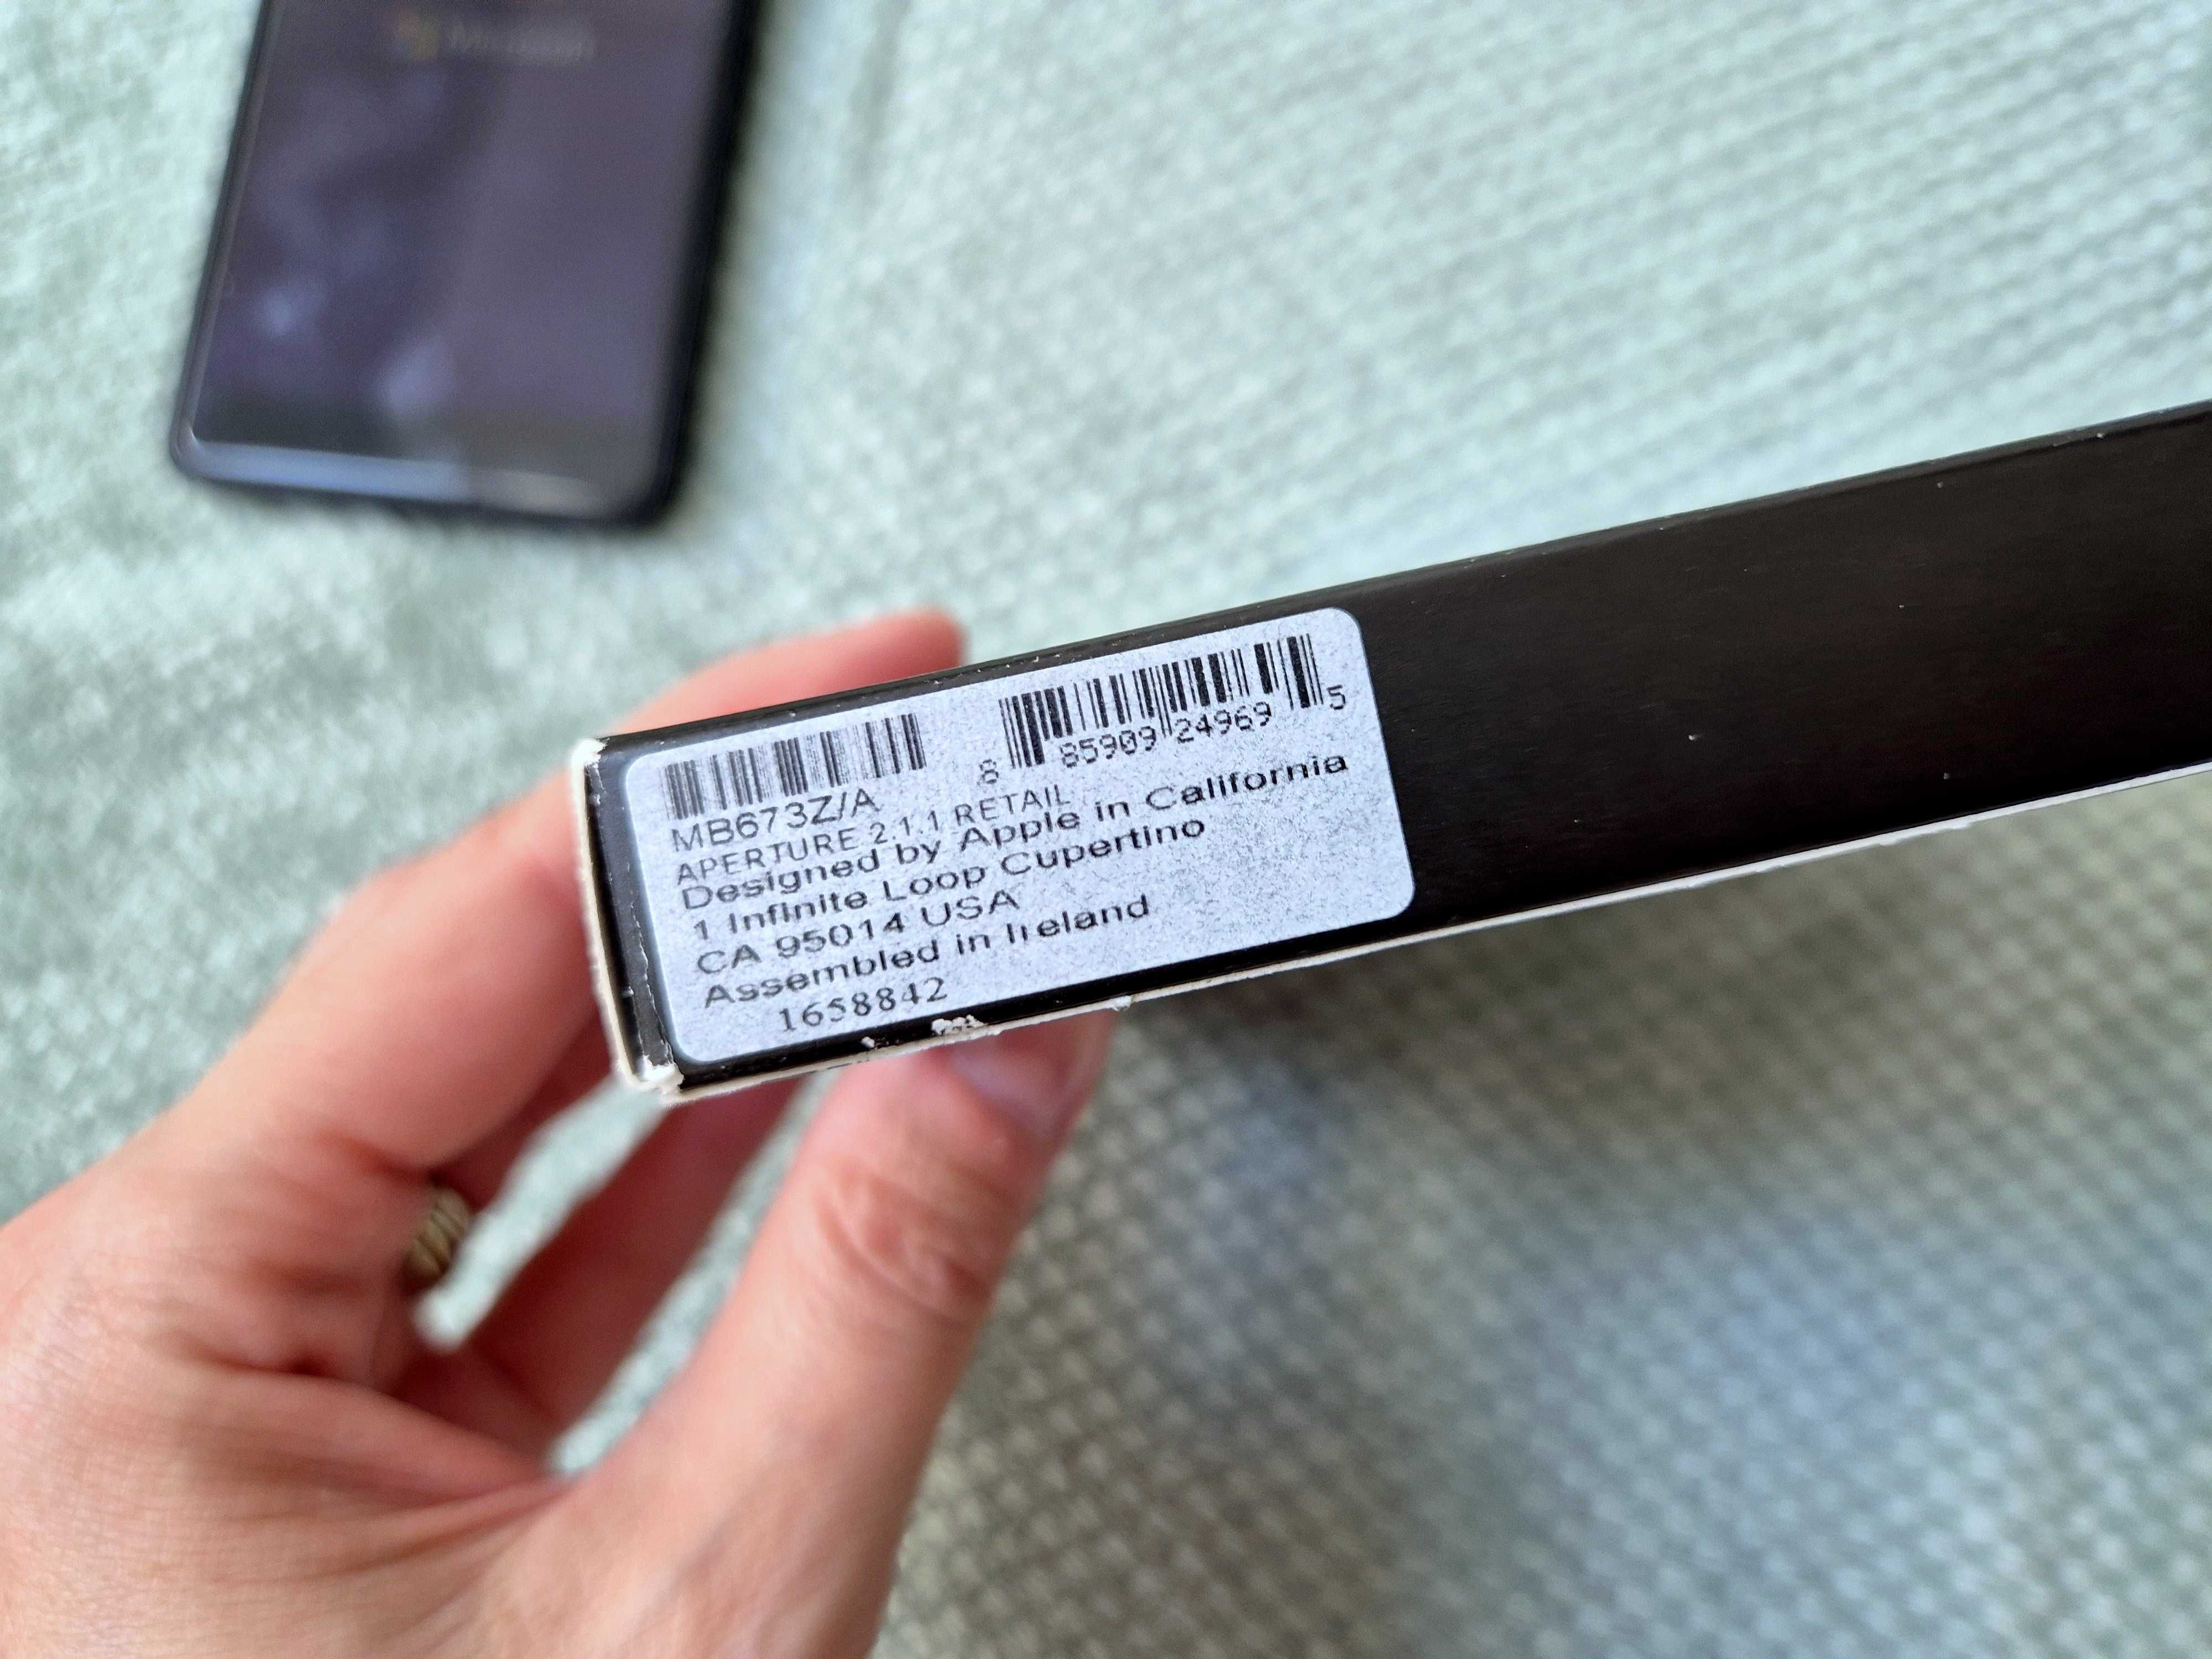 8 85909 24969 5
MB673Z/A
APERTURE 2.1.1 RETAIL
Designed by Apple in California
1 Infinite Loop Cupertino
CA 95014 USA
Assembled in Ireland
1658842